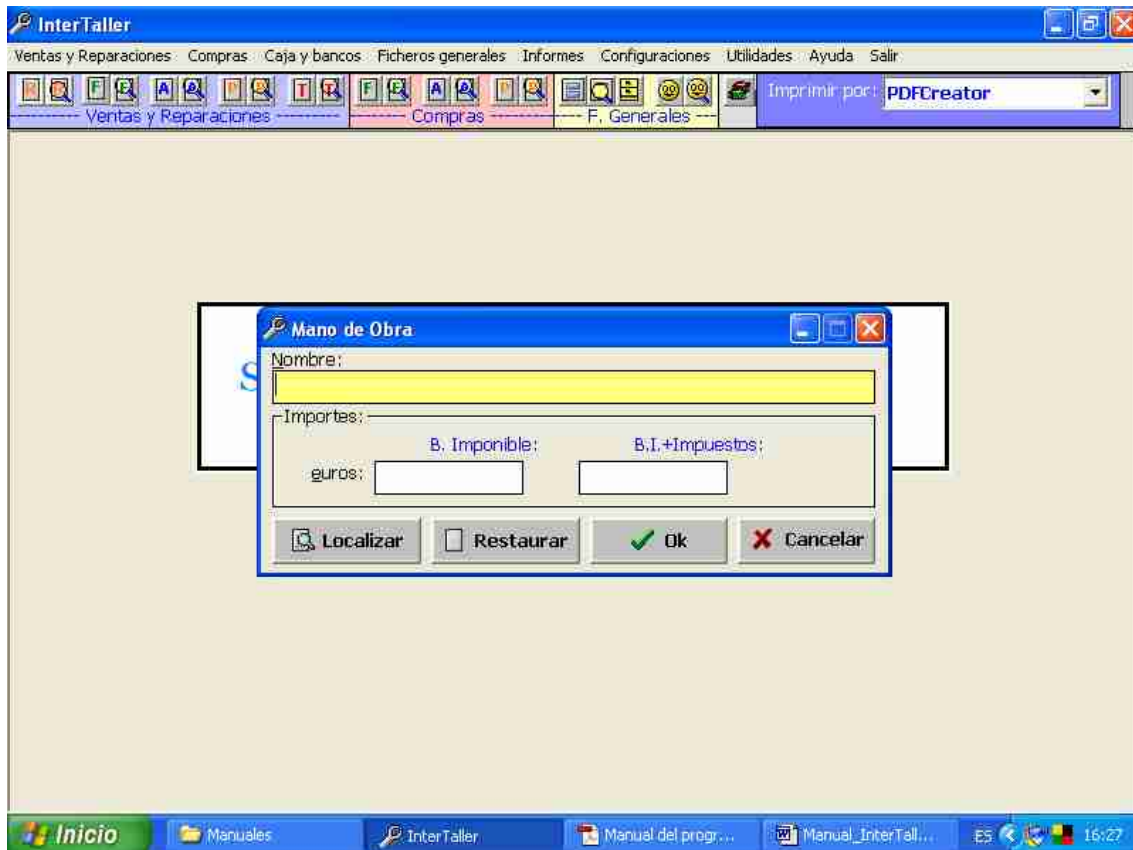 InterTaller
Ventas y Reparaciones Compras Caja y bancos Ficheros generales Informes Configuraciones Utilidades Ayuda Salir
R R F F A A P P T T F F A A P P Imprimir por: PDFCreator
---------- Ventas y Reparaciones --------- -------- Compras --------- ---- F. Generales ---
Mano de Obra
S
Nombre:
Importes:
B. Imponible: B.I.+Impuestos:
euros:
Localizar Restaurar Ok Cancelar
Inicio Manuales InterTaller Manual del progr... Manual_InterTall... ES 16:27